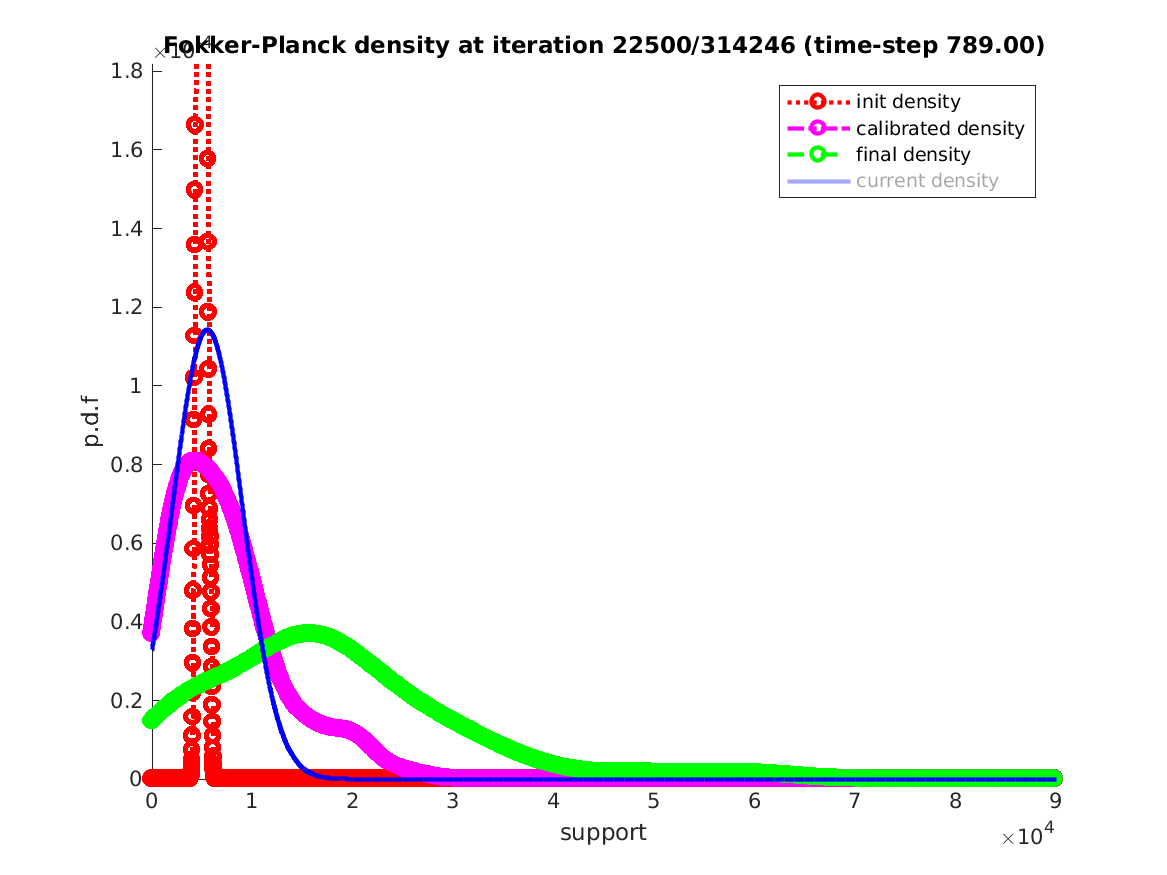 Fokker-Planck density at iteration 22500/314246 (time-step 789.00)
1.8
1.6
1.4
1.2
1
0.8
0.6
0.4
0.2
0
p.d.f
init density
calibrated density
final density
current density
0 1 2 3 4 5 6 7 8 9
support
×10^4